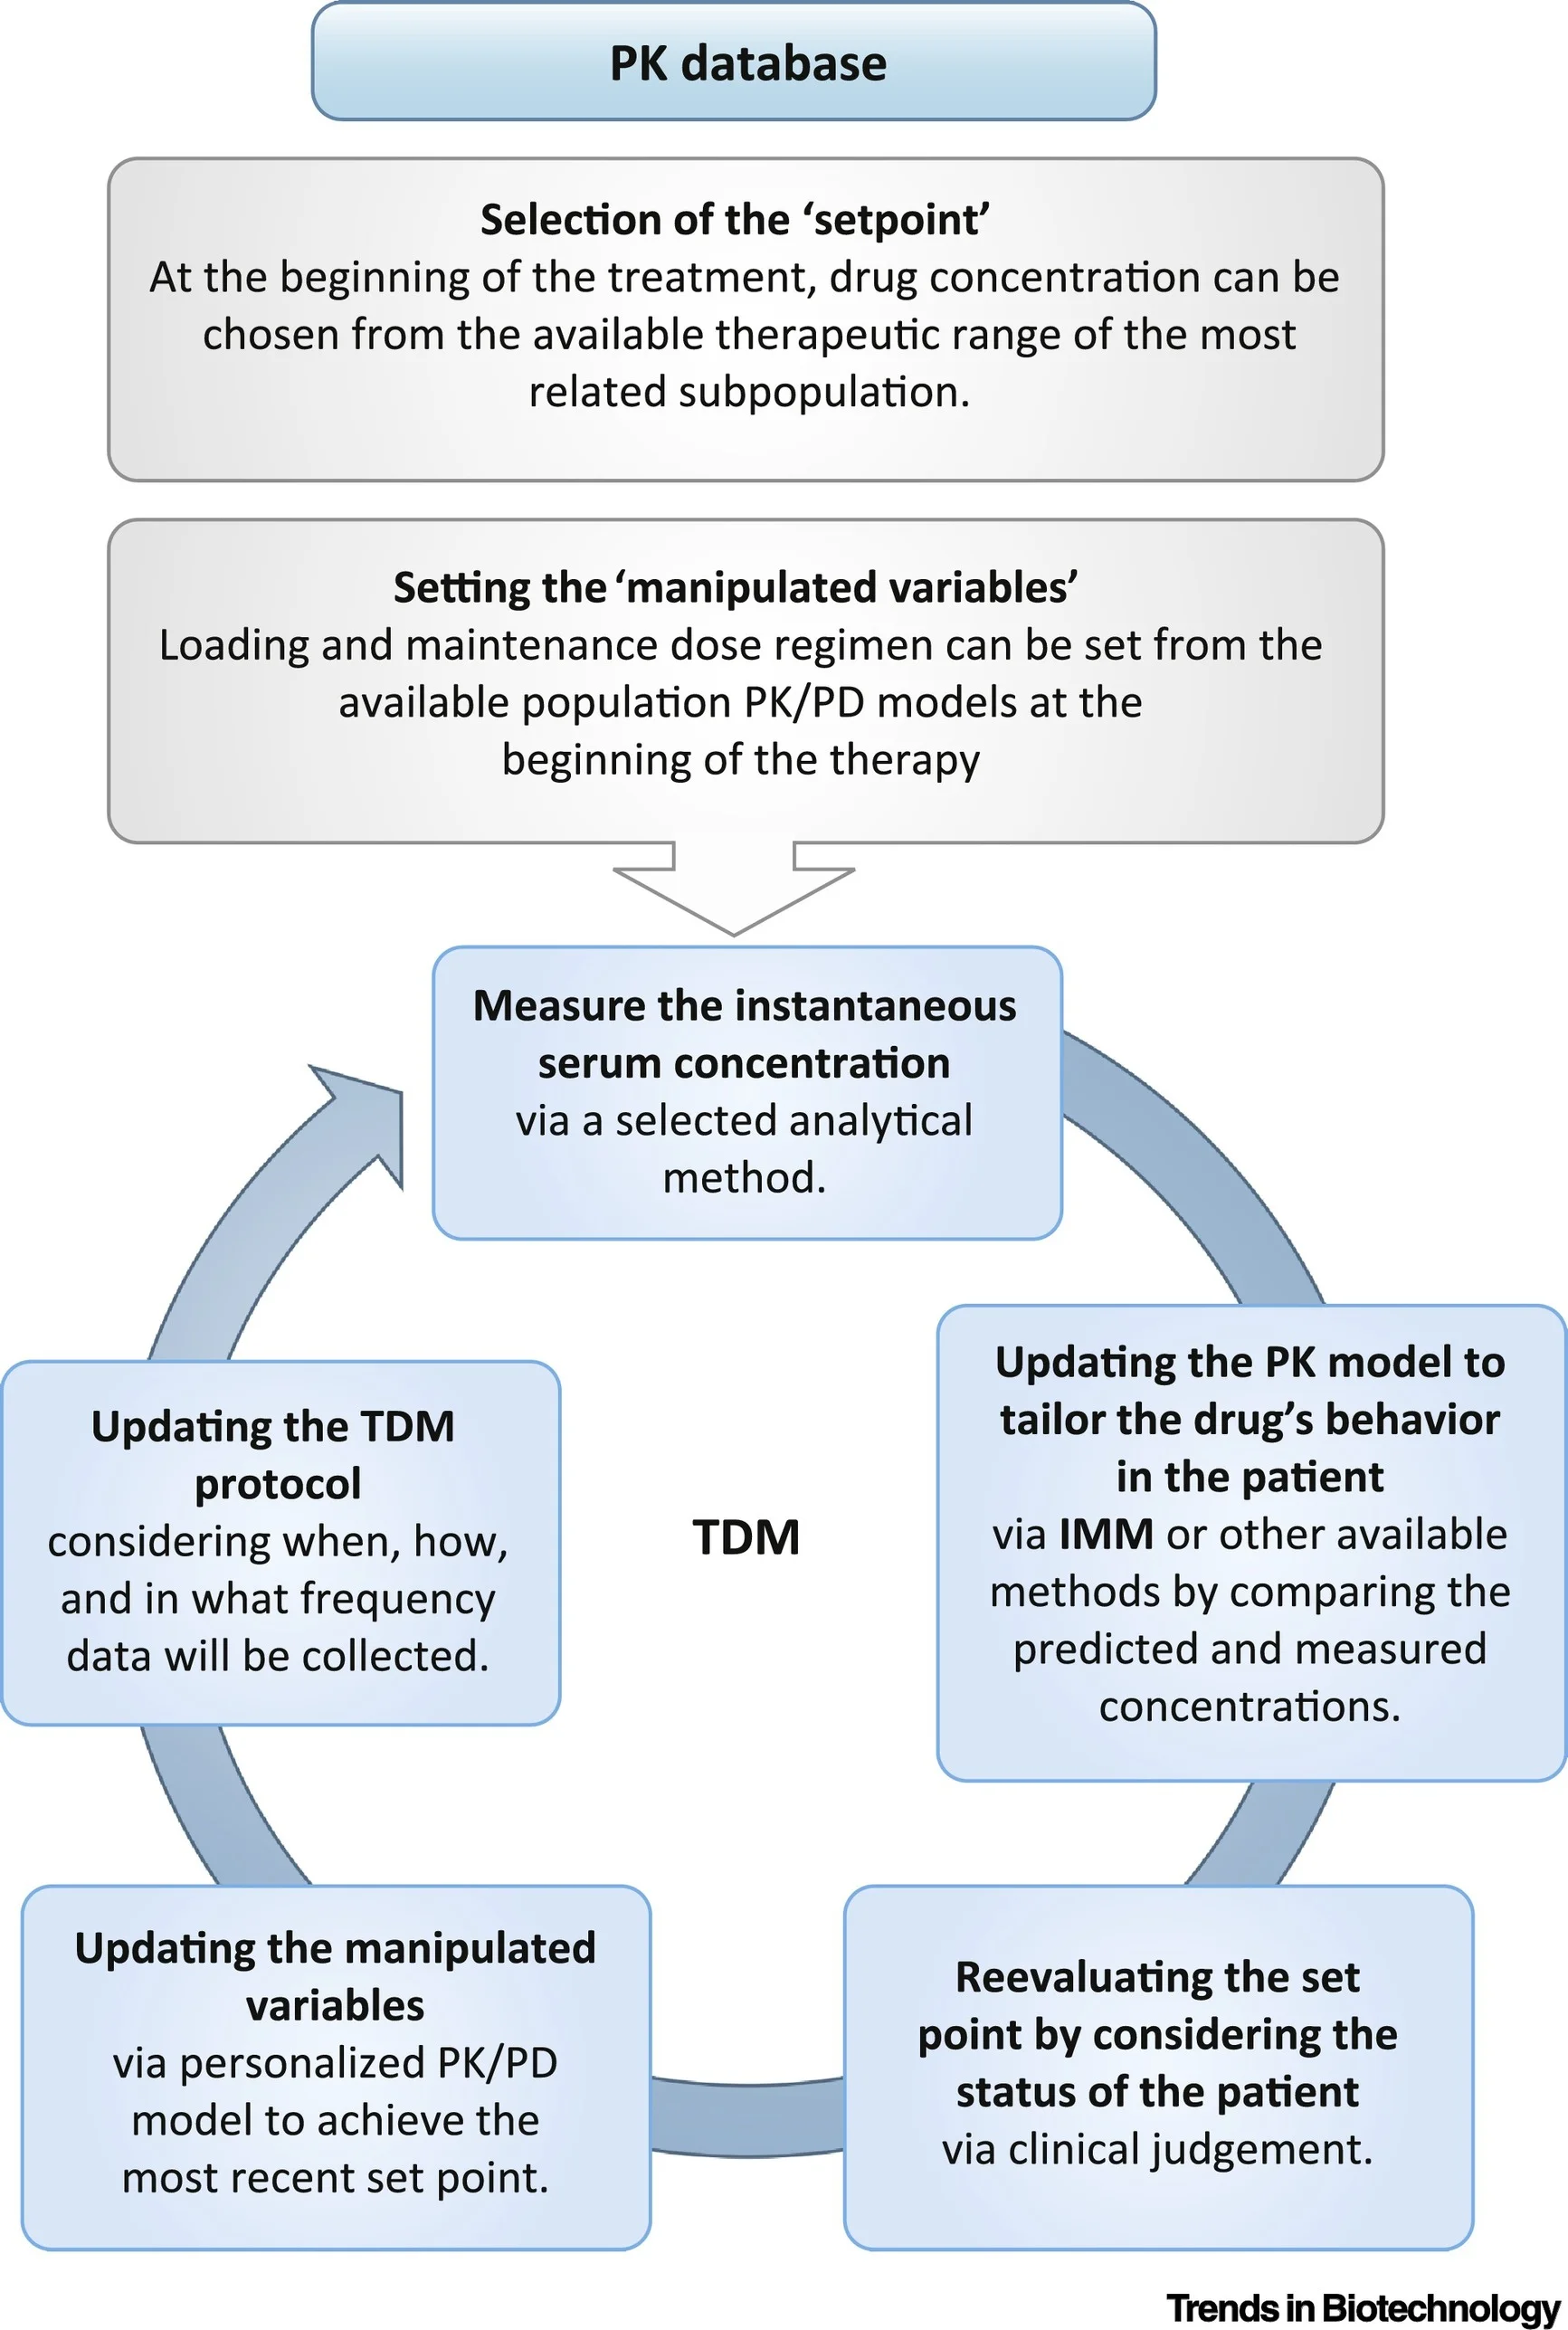 PK database
Selection of the ‘setpoint’
At the beginning of the treatment, drug concentration can be
chosen from the available therapeutic range of the most
related subpopulation.
Setting the ‘manipulated variables’
Loading and maintenance dose regimen can be set from the
available population PK/PD models at the
beginning of the therapy
Measure the instantaneous
serum concentration
via a selected analytical
method.
Updating the PK model to
tailor the drug’s behavior
in the patient
via IMM or other available
methods by comparing the
predicted and measured
concentrations.
Reevaluating the set
point by considering the
status of the patient
via clinical judgement.
Updating the manipulated
variables
via personalized PK/PD
model to achieve the
most recent set point.
Updating the TDM
protocol
considering when, how,
and in what frequency
data will be collected.
TDM
Trends in Biotechnology